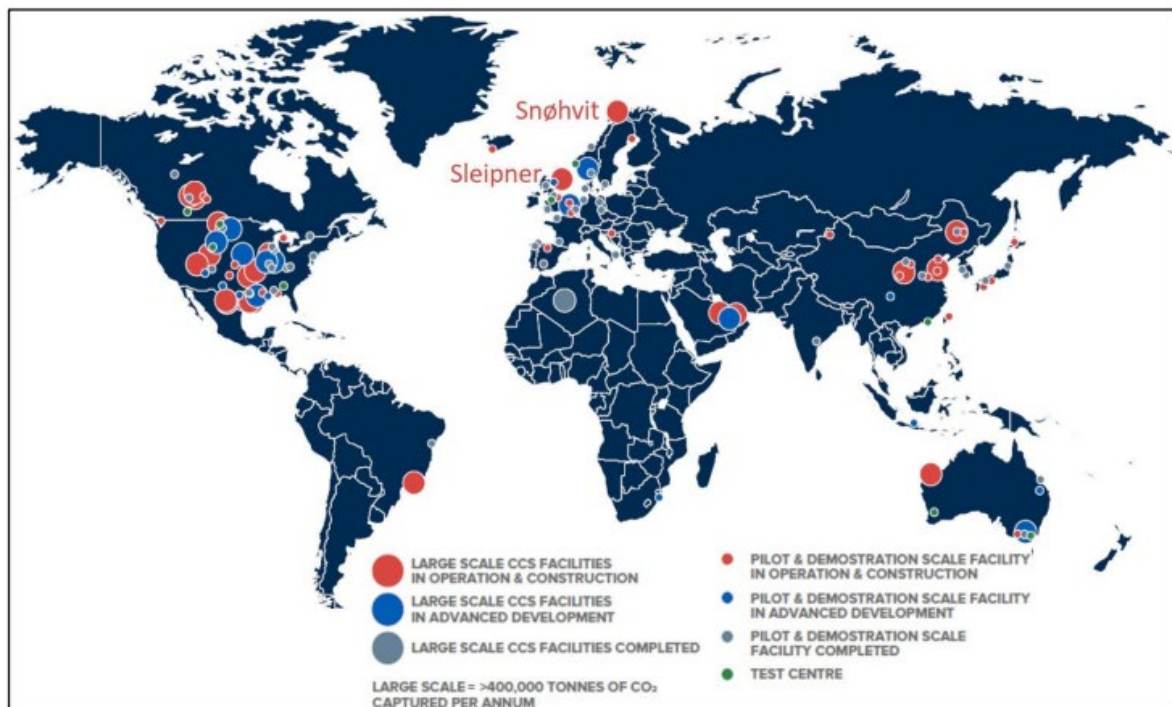 Snøhvit
Sleipner
LARGE SCALE CCS FACILITIES
IN OPERATION & CONSTRUCTION
LARGE SCALE CCS FACILITIES
IN ADVANCED DEVELOPMENT
LARGE SCALE CCS FACILITIES COMPLETED
LARGE SCALE = >400,000 TONNES OF CO₂
CAPTURED PER ANNUM
PILOT & DEMOSTRATION SCALE FACILITY
IN OPERATION & CONSTRUCTION
PILOT & DEMOSTRATION SCALE FACILITY
IN ADVANCED DEVELOPMENT
PILOT & DEMOSTRATION SCALE
FACILITY COMPLETED
TEST CENTRE